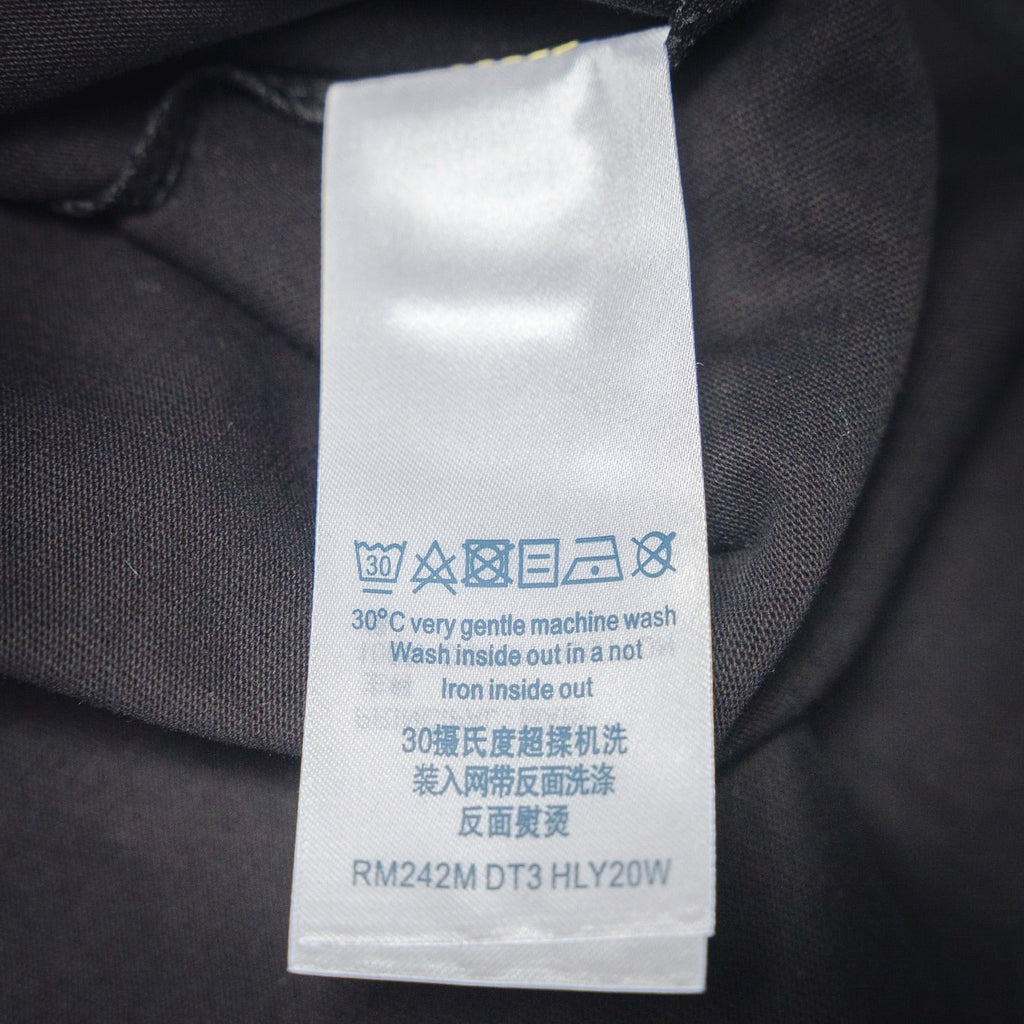 30
30°C very gentle machine wash
Wash inside out in a not
Iron inside out
30摄氏度超揉机洗
装入网带反面洗涤
反面熨烫
RM242M DT3 HLY20W